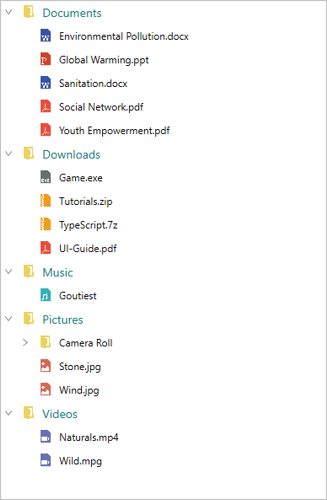 Documents
Environmental Pollution.docx
Global Warming.ppt
Sanitation.docx
Social Network.pdf
Youth Empowerment.pdf
Downloads
Game.exe
Tutorials.zip
TypeScript.7z
UI-Guide.pdf
Music
Goutiest
Pictures
Camera Roll
Stone.jpg
Wind.jpg
Videos
Naturals.mp4
Wild.mpg